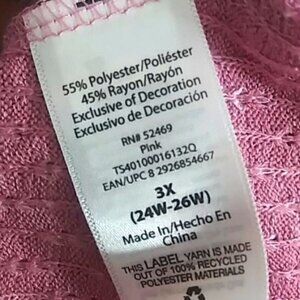 55% Polyester/Poliéster
45% Rayon/Rayón
Exclusive of Decoration
Exclusivo de Decoración
RN# 52469
Pink
TS40100016132Q
EAN/UPC 8 2926854667
3X
(24W-26W)
Made in/Hecho En
China
THIS LABEL YARN IS MADE
OUT OF 100% RECYCLED
POLYESTER MATERIALS